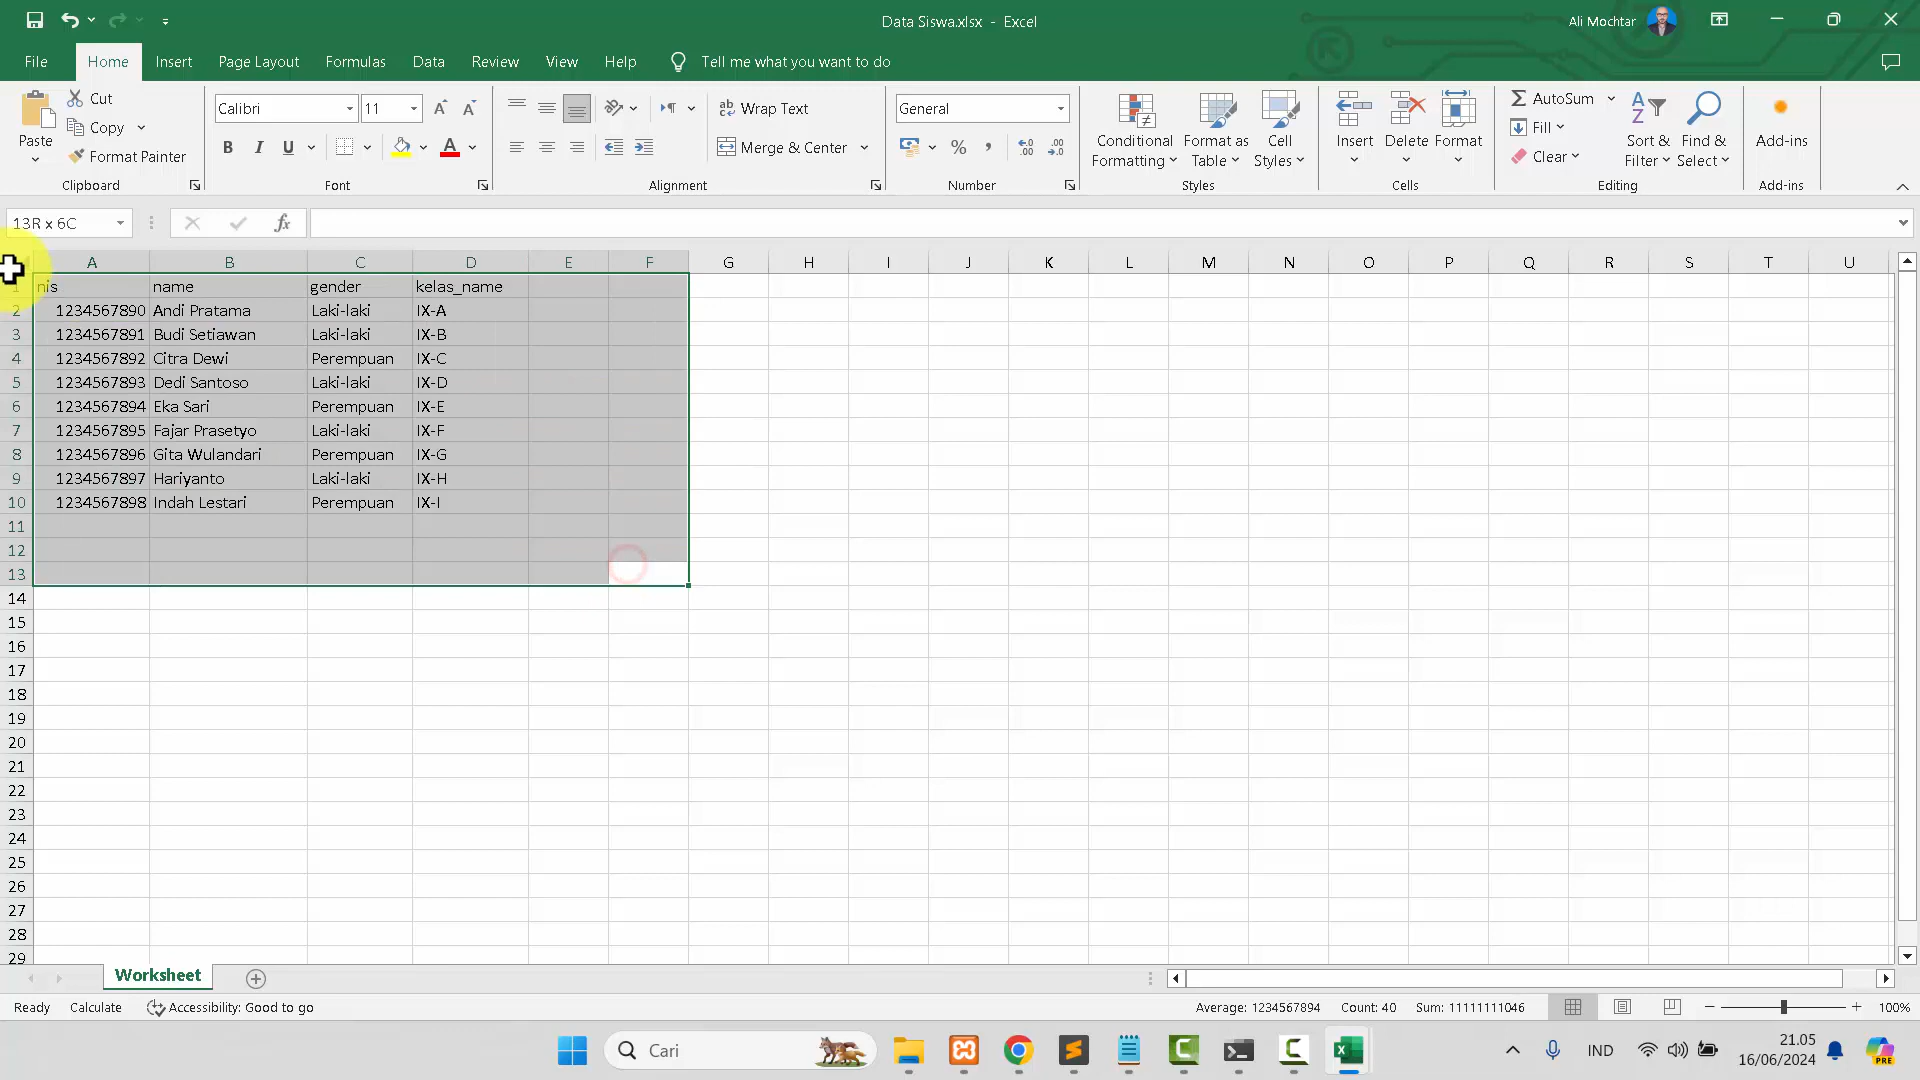 Data Siswa.xlsx - Excel
Ali Mochtar
File Home Insert Page Layout Formulas Data Review View Help Tell me what you want to do
Paste
Cut
Copy
Format Painter
Clipboard
Calibri 11
B I U A
Font
Wrap Text
Merge & Center
Alignment
General
Number
Conditional Formatting
Format as Table
Cell Styles
Styles
Insert Delete Format
Cells
AutoSum
Fill
Clear
Sort & Filter
Find & Select
Editing
Add-ins
Add-ins
13R x 6C fx
A B C D E F G H I J K L M N O P Q R S T U
1 nis name gender kelas_name
2 1234567890 Andi Pratama Laki-laki IX-A
3 1234567891 Budi Setiawan Laki-laki IX-B
4 1234567892 Citra Dewi Perempuan IX-C
5 1234567893 Dedi Santoso Laki-laki IX-D
6 1234567894 Eka Sari Perempuan IX-E
7 1234567895 Fajar Prasetyo Laki-laki IX-F
8 1234567896 Gita Wulandari Perempuan IX-G
9 1234567897 Hariyanto Laki-laki IX-H
10 1234567898 Indah Lestari Perempuan IX-I
11
12
13
14
15
16
17
18
19
20
21
22
23
24
25
26
27
28
29
Worksheet
Ready Calculate Accessibility: Good to go Average: 1234567894 Count: 40 Sum: 11111111046 100%
Cari
IND
21.05
16/06/2024
PRE